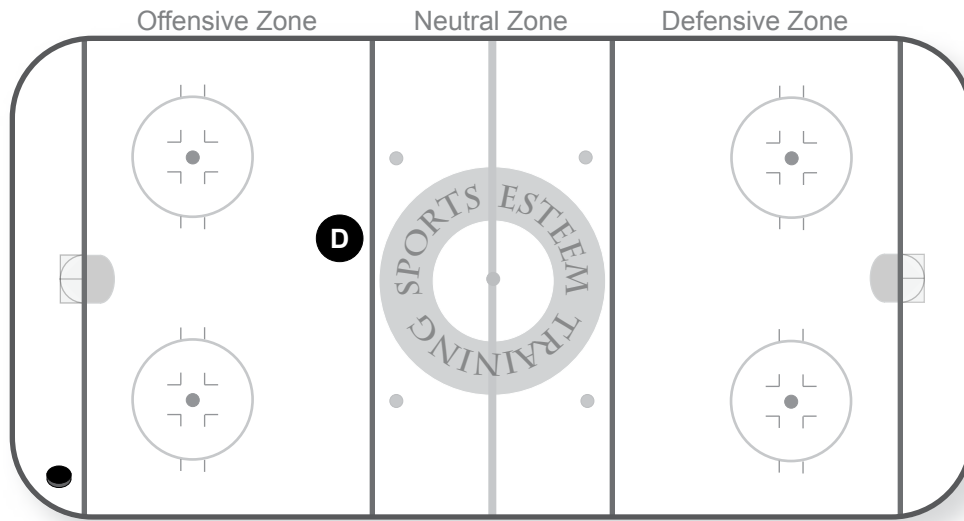 Offensive Zone Neutral Zone Defensive Zone
D
SPORTS ESTEEM TRAINING